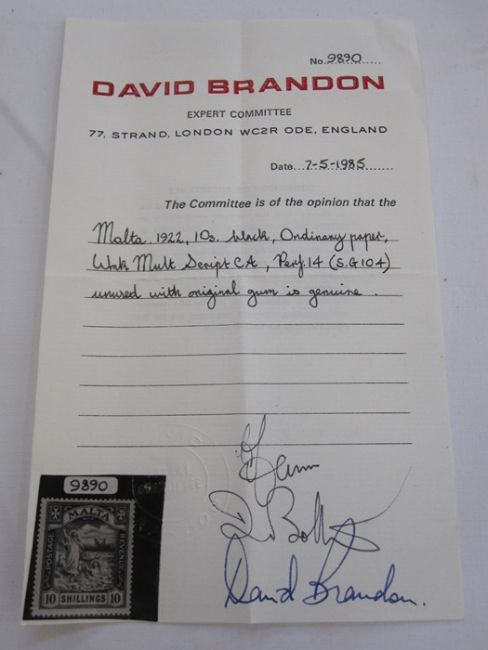 No. 9890
DAVID BRANDON
EXPERT COMMITTEE
77, STRAND, LONDON WC2R ODE, ENGLAND
Date 7-5-1985
The Committee is of the opinion that the
Malta 1922, 10s. black, Ordinary paper,
Wmk Mult Script CA, Perf. 14 (S.G 104)
unused with original gum is genuine.
David Brandon.
9890
MALTA
POSTAGE
REVENUE
10 SHILLINGS 10